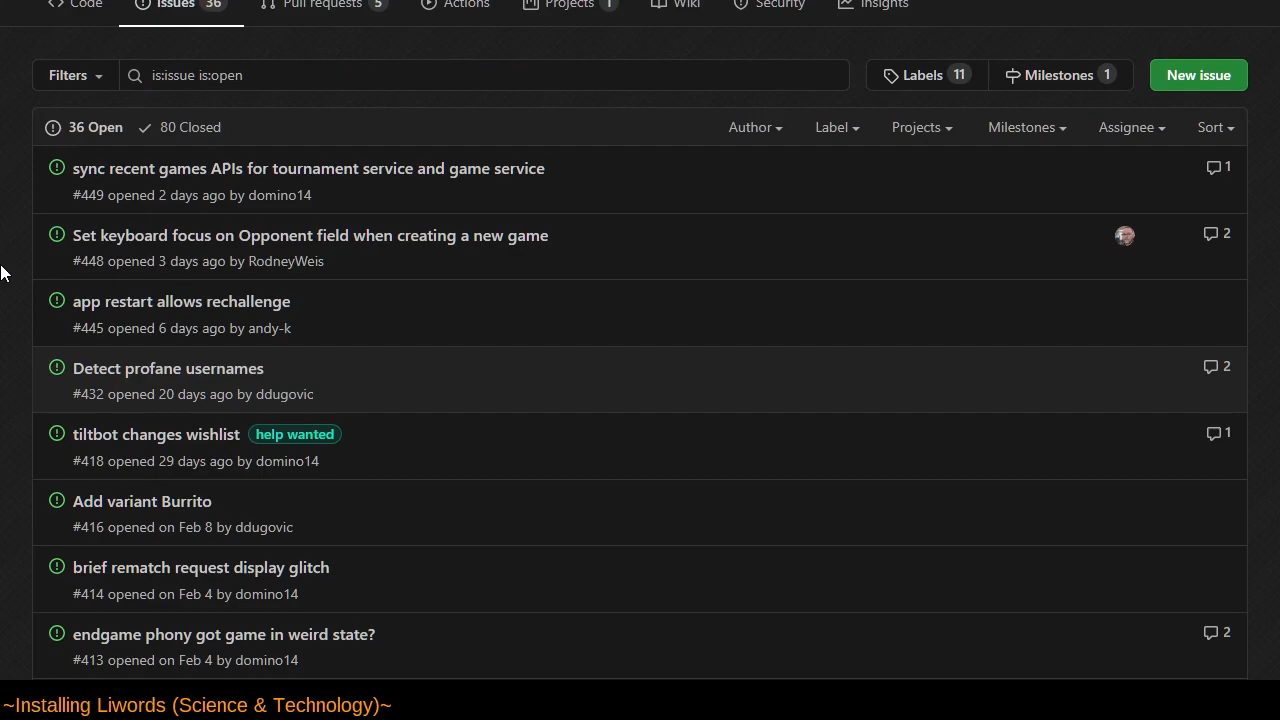 Code Issues 36 Pull requests 5 Actions Projects 1 Wiki Security Insights
Filters is:issue is:open Labels 11 Milestones 1 New issue
36 Open 80 Closed Author Label Projects Milestones Assignee Sort
sync recent games APIs for tournament service and game service 1
#449 opened 2 days ago by domino14
Set keyboard focus on Opponent field when creating a new game 2
#448 opened 3 days ago by RodneyWeis
app restart allows rechallenge
#445 opened 6 days ago by andy-k
Detect profane usernames 2
#432 opened 20 days ago by ddugovic
tiltbot changes wishlist help wanted 1
#418 opened 29 days ago by domino14
Add variant Burrito
#416 opened on Feb 8 by ddugovic
brief rematch request display glitch
#414 opened on Feb 4 by domino14
endgame phony got game in weird state? 2
#413 opened on Feb 4 by domino14
~Installing Liwords (Science & Technology)~